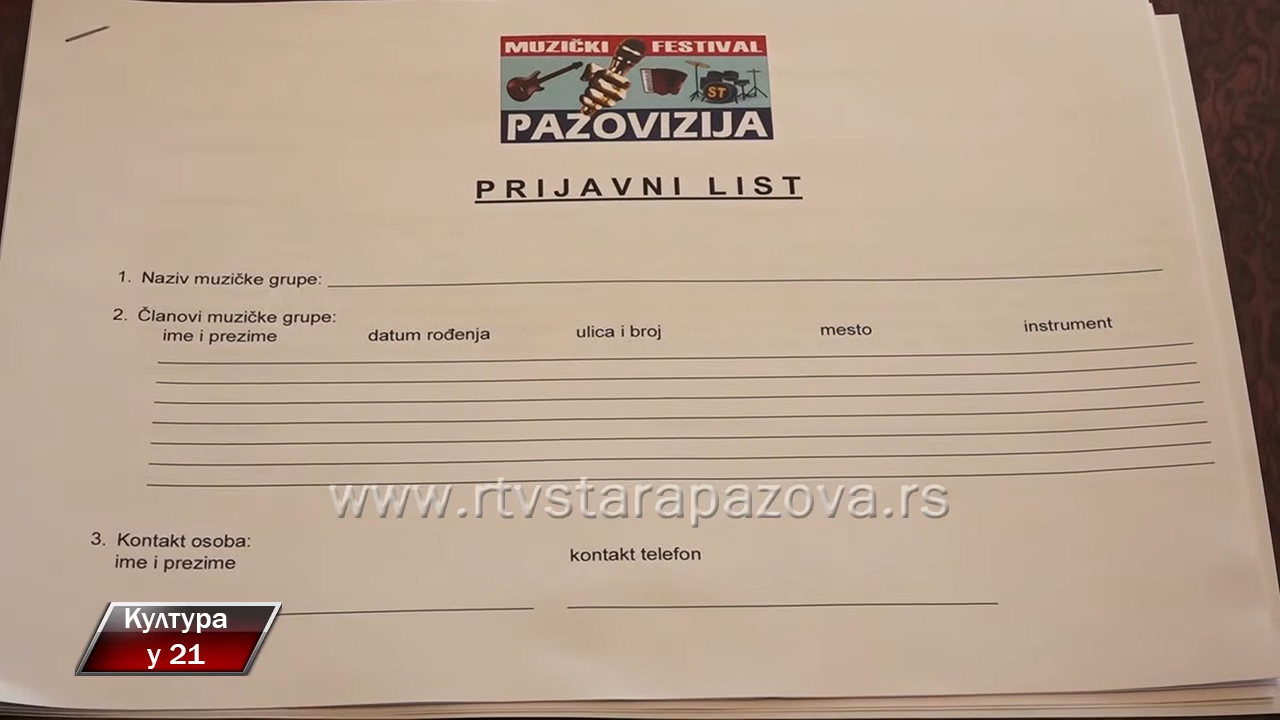 MUZIČKI FESTIVAL
ST
PAZOVIZIJA
PRIJAVNI LIST
1. Naziv muzičke grupe:
2. Članovi muzičke grupe:
ime i prezime datum rođenja ulica i broj mesto instrument
www.rtvstarapazova.rs
3. Kontakt osoba:
ime i prezime kontakt telefon
Култура
у 21